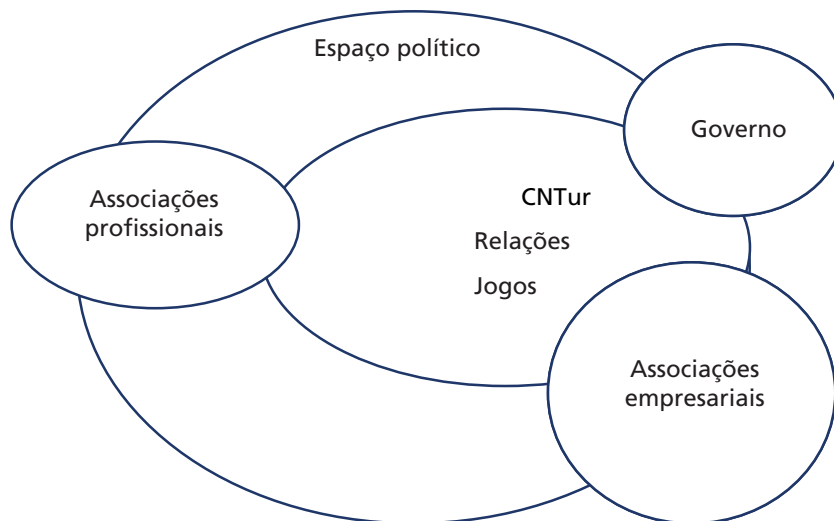 Espaço político
Governo
Associações
profissionais
CNTur
Relações
Jogos
Associações
empresariais